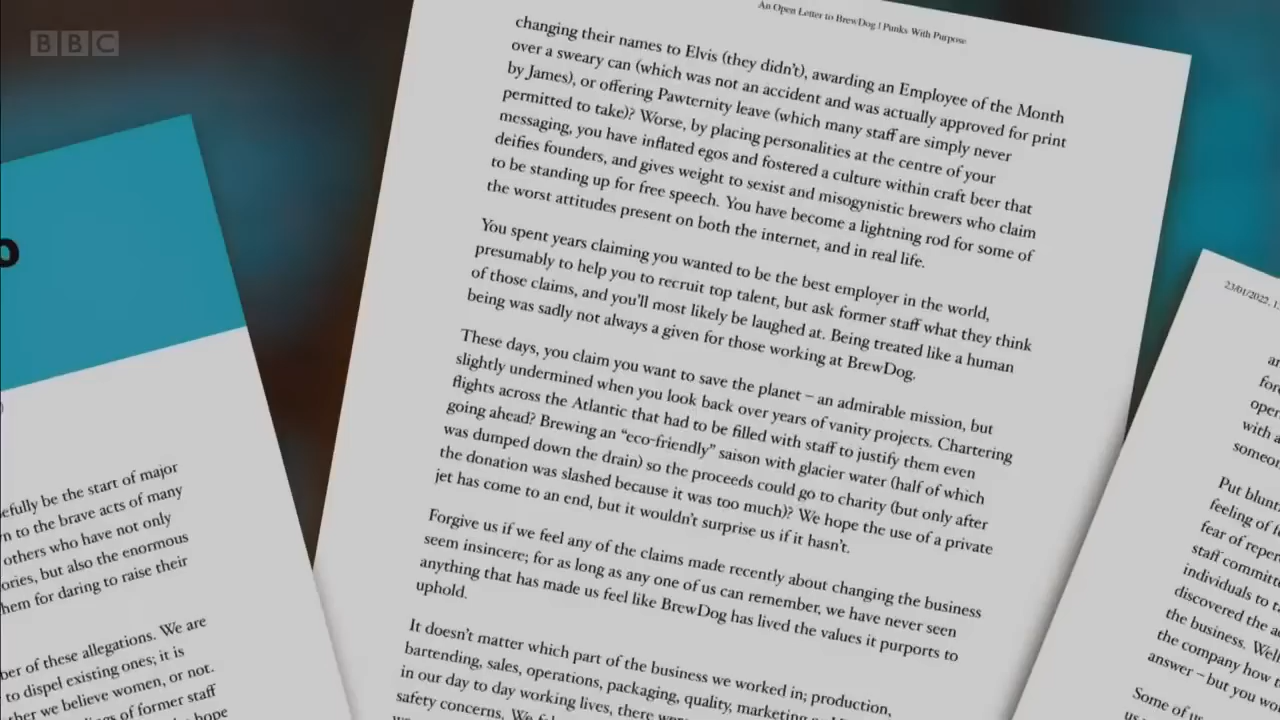 BBC
An Open Letter to BrewDog | Punks With Purpose
changing their names to Elvis (they didn't), awarding an Employee of the Month
over a sweary can (which was not an accident and was actually approved for print
by James), or offering Pawternity leave (which many staff are simply never
permitted to take)? Worse, by placing personalities at the centre of your
messaging, you have inflated egos and fostered a culture within craft beer that
deifies founders, and gives weight to sexist and misogynistic brewers who claim
to be standing up for free speech. You have become a lightning rod for some of
the worst attitudes present on both the internet, and in real life.
You spent years claiming you wanted to be the best employer in the world,
presumably to help you to recruit top talent, but ask former staff what they think
of those claims, and you'll most likely be laughed at. Being treated like a human
being was sadly not always a given for those working at BrewDog.
These days, you claim you want to save the planet – an admirable mission, but
slightly undermined when you look back over years of vanity projects. Chartering
flights across the Atlantic that had to be filled with staff to justify them even
going ahead? Brewing an “eco-friendly” saison with glacier water (half of which
was dumped down the drain) so the proceeds could go to charity (but only after
the donation was slashed because it was too much)? We hope the use of a private
jet has come to an end, but it wouldn't surprise us if it hasn't.
Forgive us if we feel any of the claims made recently about changing the business
seem insincere; for as long as any one of us can remember, we have never seen
anything that has made us feel like BrewDog has lived the values it purports to
uphold.
It doesn't matter which part of the business we worked in; production,
bartending, sales, operations, packaging, quality, marketing
in our day to day working lives, there
safety concerns. We
efully be the start of major
n to the brave acts of many
others who have not only
ories, but also the enormous
hem for daring to raise their
ber of these allegations. We are
to dispel existing ones; it is
her we believe women, or not.
ings of former staff
hope
23/01/2022,
for
oper
with a
someon
Put blunt
feeling of
fear of reper
staff committ
individuals to t
discovered the a
the business. Well
the company how t
answer – but you wo
Some of us